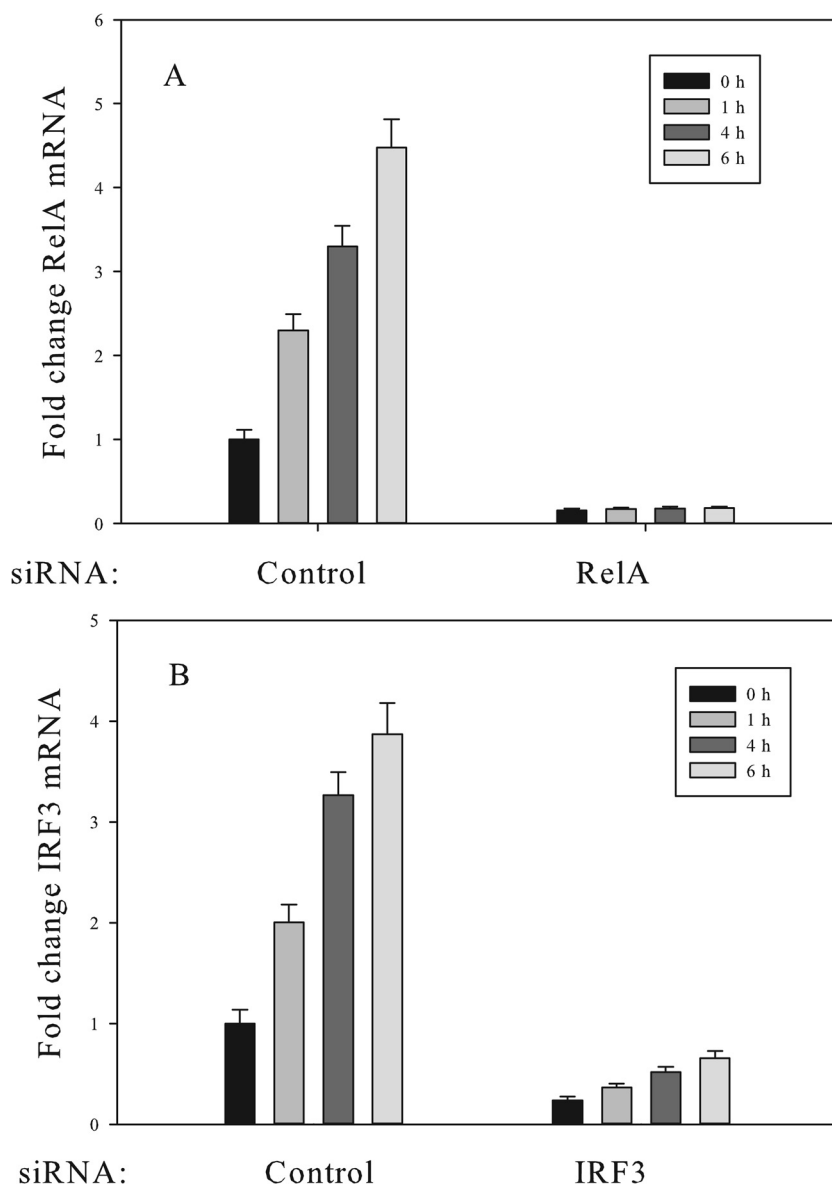 6
A
0 h
5
1 h
4 h
6 h
4
Fold change RelA mRNA
3
2
1
0
siRNA: Control RelA
5
B
0 h
1 h
4
4 h
6 h
Fold change IRF3 mRNA
3
2
1
0
siRNA: Control IRF3